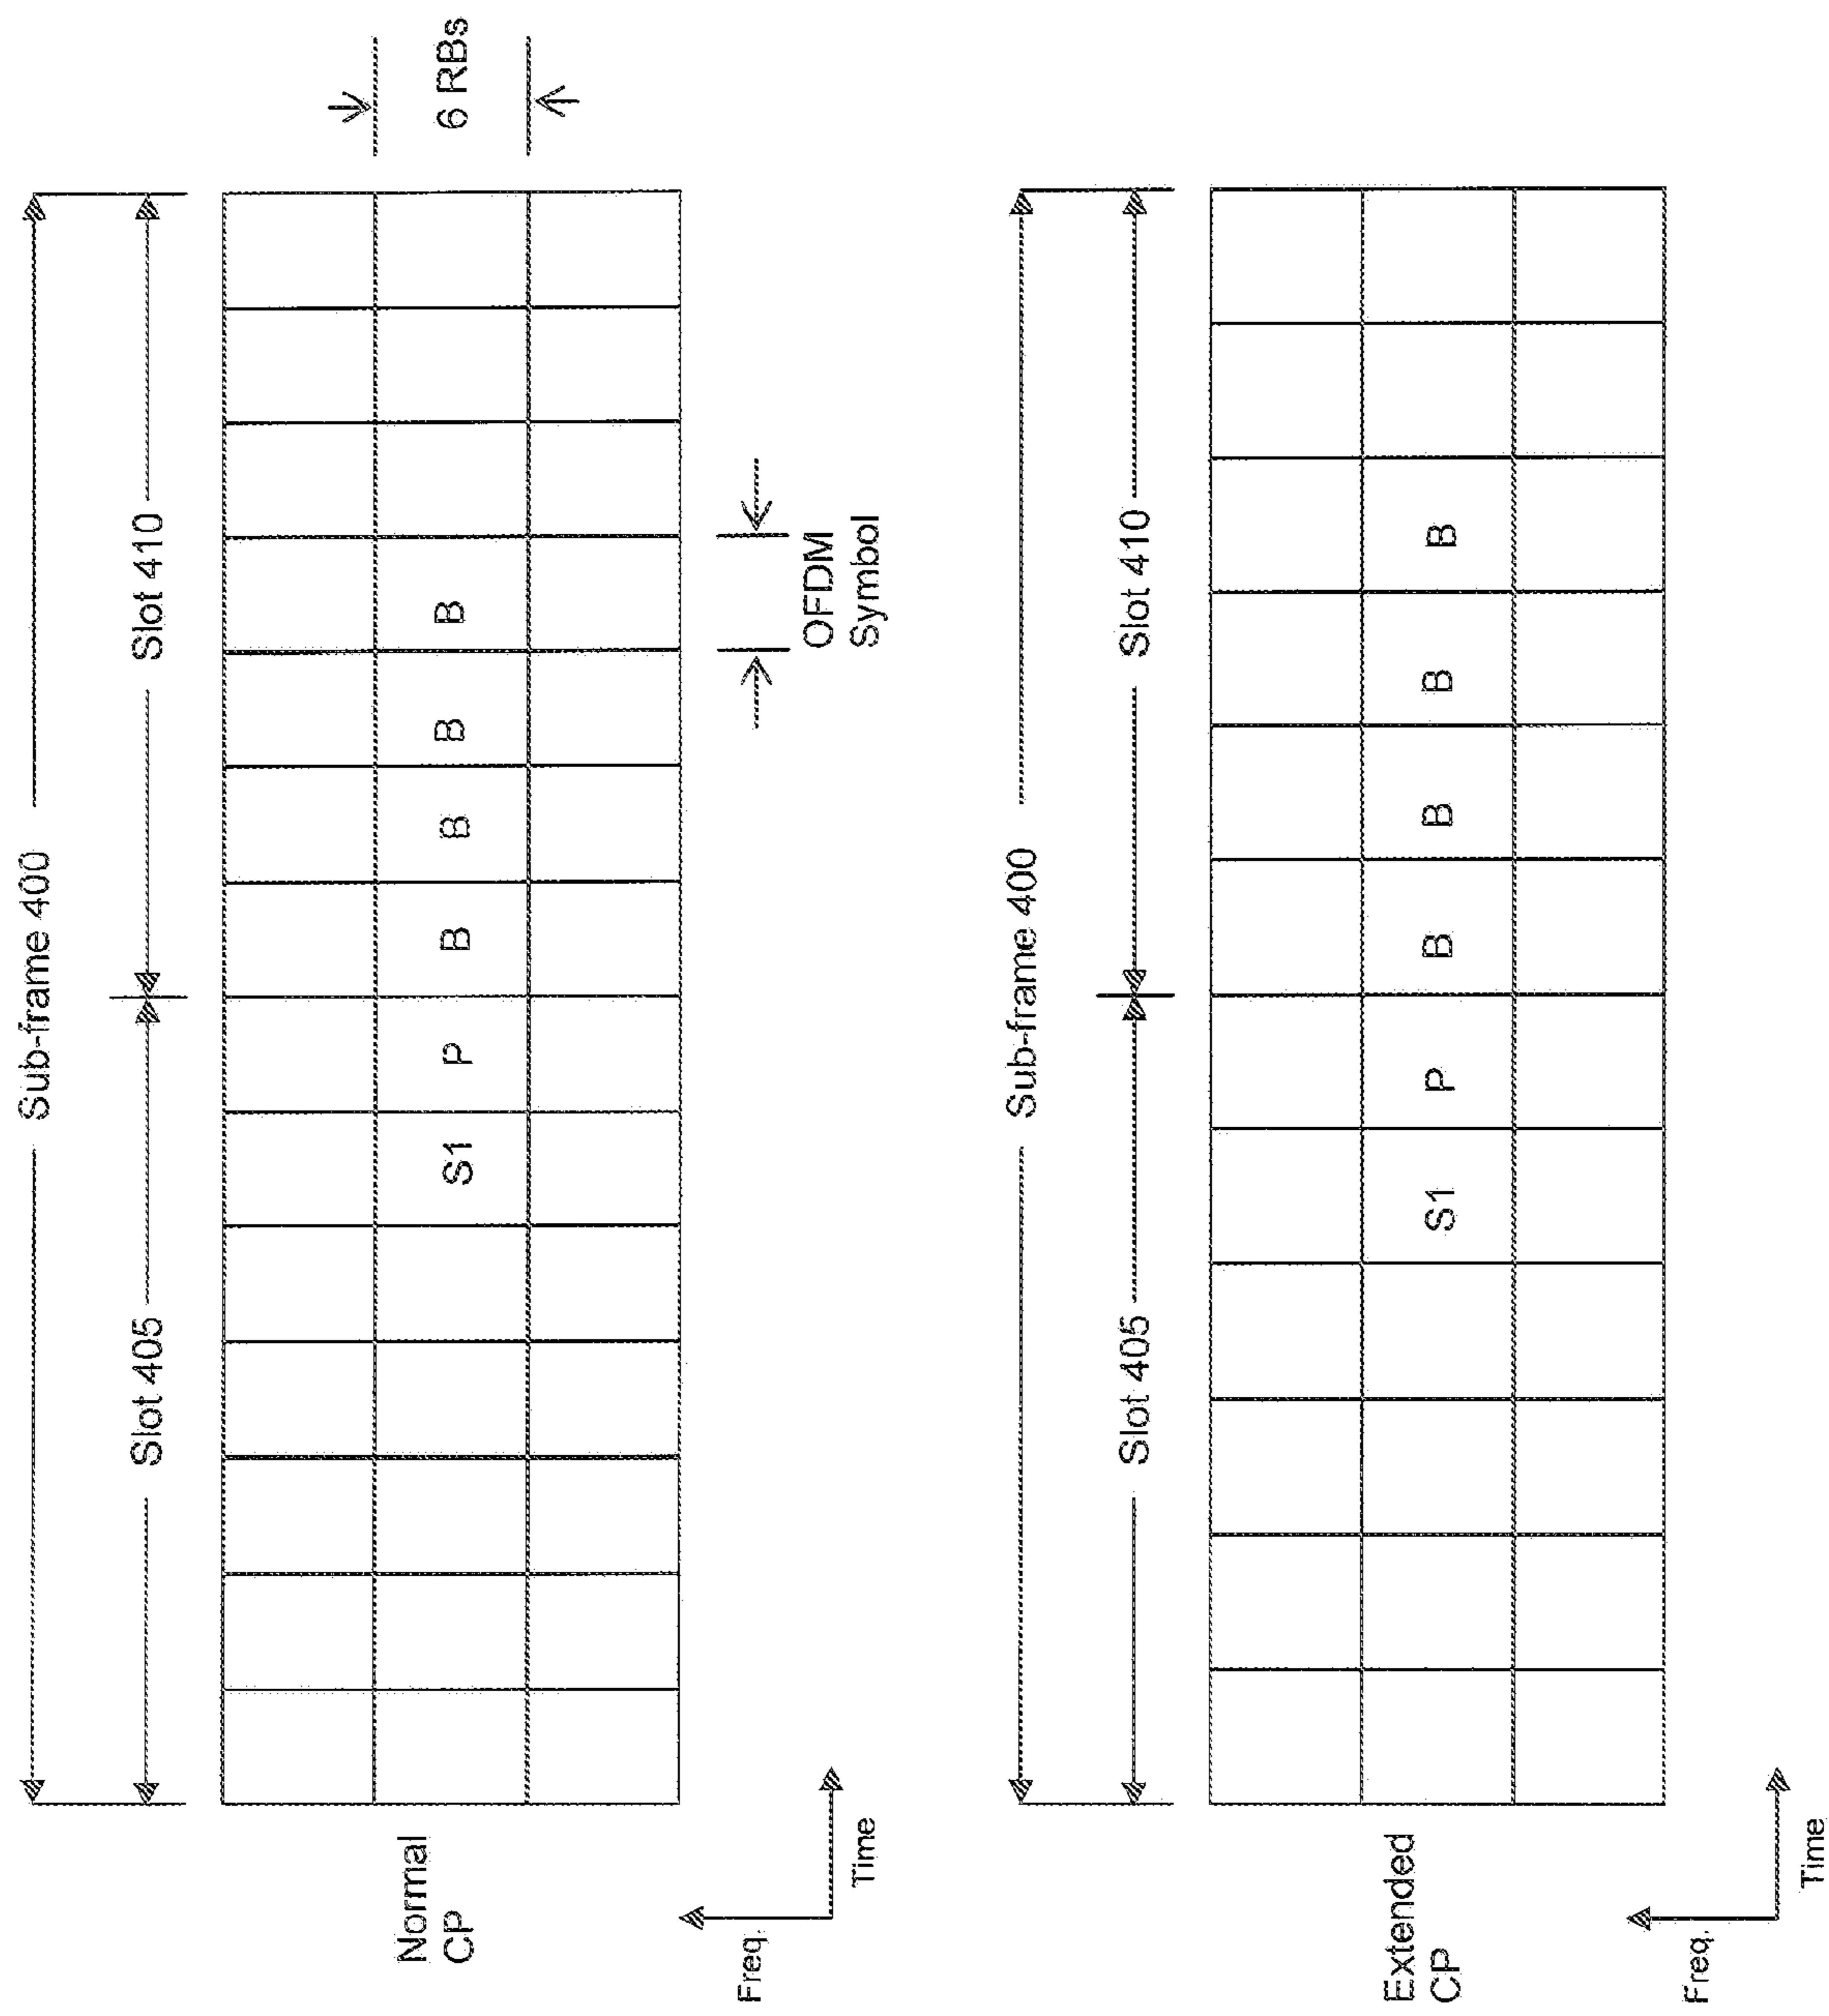 Sub-frame 400
Slot 405
Slot 410
Normal
CP
S1
P
B
B
B
B
6 RBs
OFDM
Symbol
Freq.
Time
Sub-frame 400
Slot 405
Slot 410
Extended
CP
S1
P
B
B
B
B
Freq.
Time